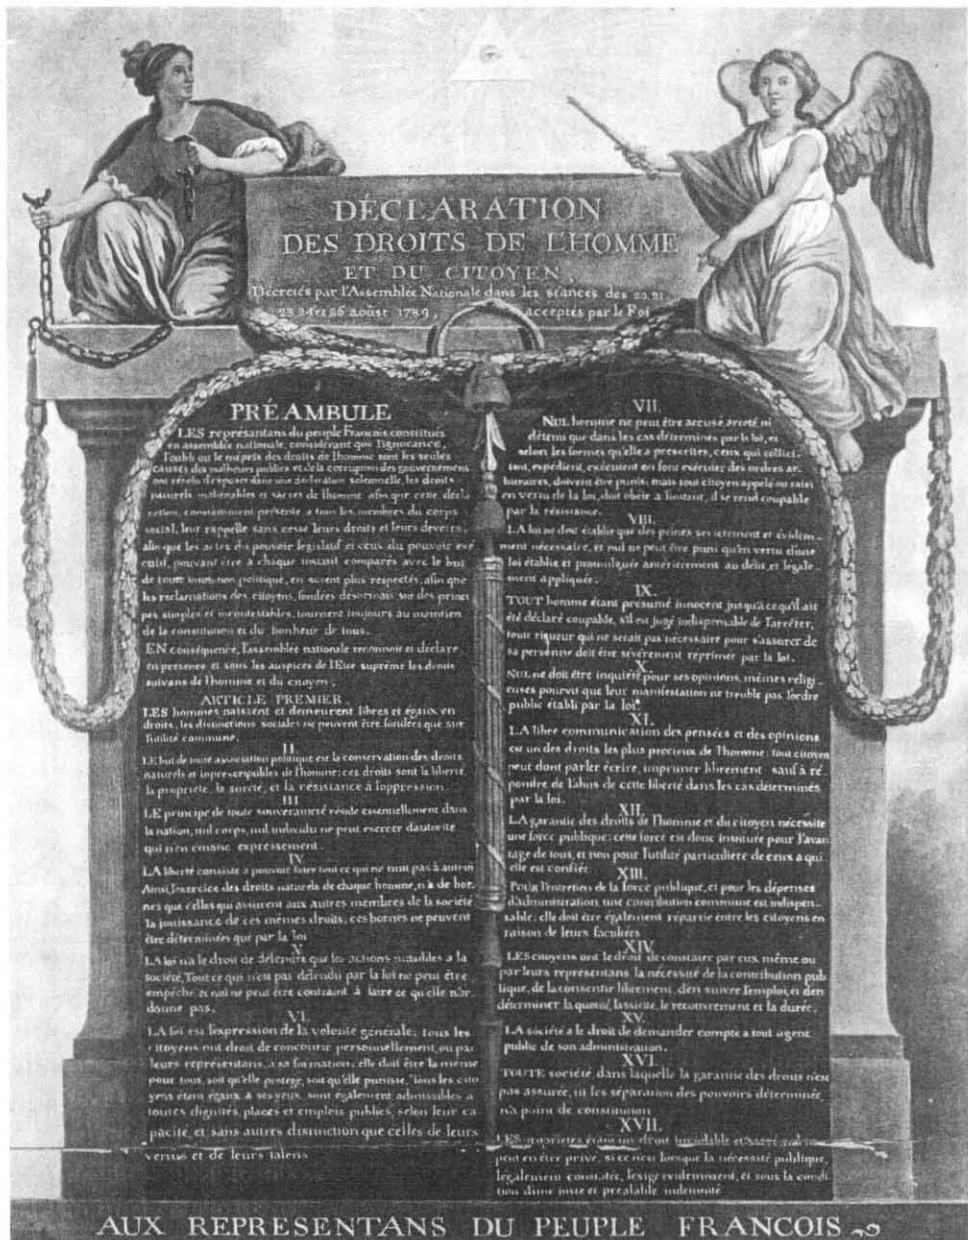 DÉCLARATION
DES DROITS DE L'HOMME
ET DU CITOYEN,
Décretés par l'Assemblée Nationale dans les séances des 20, 21
23 24 et 26 aoûst 1789, acceptés par le Roi
PRÉAMBULE
LES représantans du peuple Francois constitués
en assemblée nationale, considérant que l'ignorance,
l'oubli ou le mépris des droits de l'homme sont les seules
causes des malheurs publics et de la corruption des gouvernemens
ont résolu d'exposer dans une déclaration solemnelle, les droits
naturels inaliénables et sacrés de l'homme afin que cette décla
ration, constamment présente a tous les membres du corps
social, leur rappelle sans cesse leurs droits et leurs devoirs,
afin que les actes du pouvoir législatif et ceux du pouvoir exé
cutif, pouvant être à chaque instant comparés avec le but
de toute institution politique, en soient plus respectés, afin que
les reclamations des citoyens, fondées désormais sur des princi
pes simples et incontestables, tournent toujours au maintien
de la constitution et du bonheur de tous.
EN conséquence, l'assemblée nationale reconnoit et déclare
en presence et sous les auspices de l'Etre suprême les droits
suivans de l'homme et du citoyen.
ARTICLE PREMIER.
LES hommes naissent et demeurent libres et égaux en
droits, les distinctions sociales ne peuvent être fondées que sur
l'utilité commune.
II.
LE but de toute association politique est la conservation des droits
naturels et inprescriptibles de l'homme; ces droits sont la liberté,
la propriété, la sureté, et la résistance à l'oppression.
III
LE principe de toute souveraineté réside essentiellement dans
la nation, nul corps, nul individu ne peut exercer d'autorité
qui n'en emane expressement.
IV
LA liberté consiste a pouvoir faire tout ce qui ne nuit pas à autrui
Ainsi, l'exercice des droits naturels de chaque homme, n'a de bor-
nes que celles qui assurent aux autres membres de la société
la jouissance de ces mêmes droits; ces bornes ne peuvent
être déterminées que par la loi
V.
LA loi n'a le droit de défendre que les actions nuisibles a la
société. Tout ce qui n'est pas défendu par la loi ne peut être
empêché et nul ne peut être contraint à faire ce qu'elle n'or-
donne pas.
VI.
LA loi est l'expression de la volonté générale; tous les
citoyens ont droit de concourir personnellement, ou par
leurs représentans, a sa formation; elle doit être la même
pour tous, soit qu'elle protege, soit qu'elle punisse. Tous les cito
yens étant égaux à ses yeux, sont également admissibles a
toutes dignités, places et emplois publics, selon leur ca
pacité, et sans autres distinction que celles de leurs
vertus et de leurs talens
VII.
NUL homme ne peut être accusé, arreté, ni
détenu que dans les cas déterminés par la loi, et
selon les formes qu'elle a prescrites, ceux qui sollici-
tent, expédient, exécutent ou font exécuter des ordres ar-
bitraires, doivent être punis; mais tout citoyen appelé ou saisi
en vertu de la loi, doit obéir a l'instant, il se rend coupable
par la résistance.
VIII.
LA loi ne doit établir que des peines strictement et évidem-
ment nécessaire, et nul ne peut être puni qu'en vertu d'une
loi établie et promulguée antérierement au délit, et légale-
ment appliquée.
IX.
TOUT homme étant presumé innocent jusqu'a ce qu'il ait
été déclaré coupable, s'il est jugé indispensable de l'arrêter,
toute rigueur qui ne serait pas nécessaire pour s'assurer de
sa personne doit être sévèrement reprimée par la loi.
X.
NUL ne doit être inquiété pour ses opinions, mêmes relig-
ieuses pourvu que leur manifestation ne trouble pas l'ordre
public établi par la loi.
XI.
LA libre communication des pensées et des opinions
est un des droits les plus precieux de l'homme; tout citoyen
peut dont parler écrire, imprimer librement sauf à ré-
pondre de l'abus de cette liberté dans les cas déterminés
par la loi.
XII.
LA garantie des droits de l'homme et du citoyen nécessite
une force publique; cette force est donc instituée pour l'avan
tage de tous, et non pour l'utilité particuliere de ceux a qui
elle est confiée.
XIII.
POUR l'entretien de la force publique, et pour les dépenses
d'administration, une contribution commune est indispen-
sable; elle doit être également répartie entre les citoyens en
raison de leurs facultées
XIV.
LES citoyens ont le droit de constater par eux même ou
par leurs représentans, la nécessité de la contribution pub-
lique, de la consentir librement, d'en suivre l'emploi, et d'en
déterminer la quotité, l'assiette, le recouvrement et la durée.
XV.
LA société a le droit de demander compte a tout agent
public de son administration.
XVI.
TOUTE société, dans laquelle la garantie des droits n'est
pas assurée, ni les séparation des pouvoirs déterminée,
n'a point de constitution
XVII.
LES proprietés étant un droit inviolable et sacré, nul ne
peut en être privé, si ce n'est lorsque la nécessité publique,
légalement constatée, l'exige evidemment, et sous la condi
tion d'une juste et préalable indemnité
AUX REPRESENTANS DU PEUPLE FRANCOIS